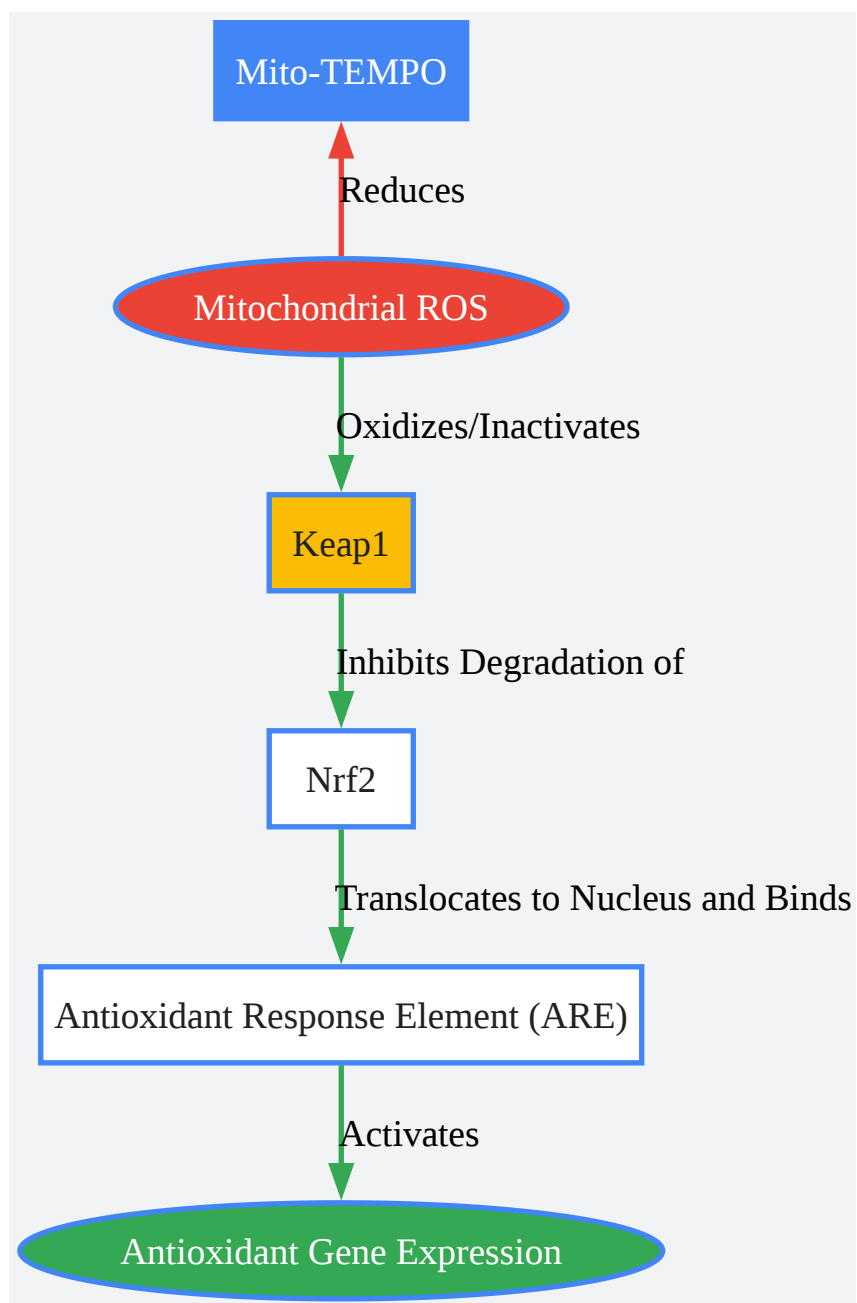 Mito-TEMPO
Reduces
Mitochondrial ROS
Oxidizes/Inactivates
Keap1
Inhibits Degradation of
Nrf2
Translocates to Nucleus and Binds
Antioxidant Response Element (ARE)
Activates
Antioxidant Gene Expression